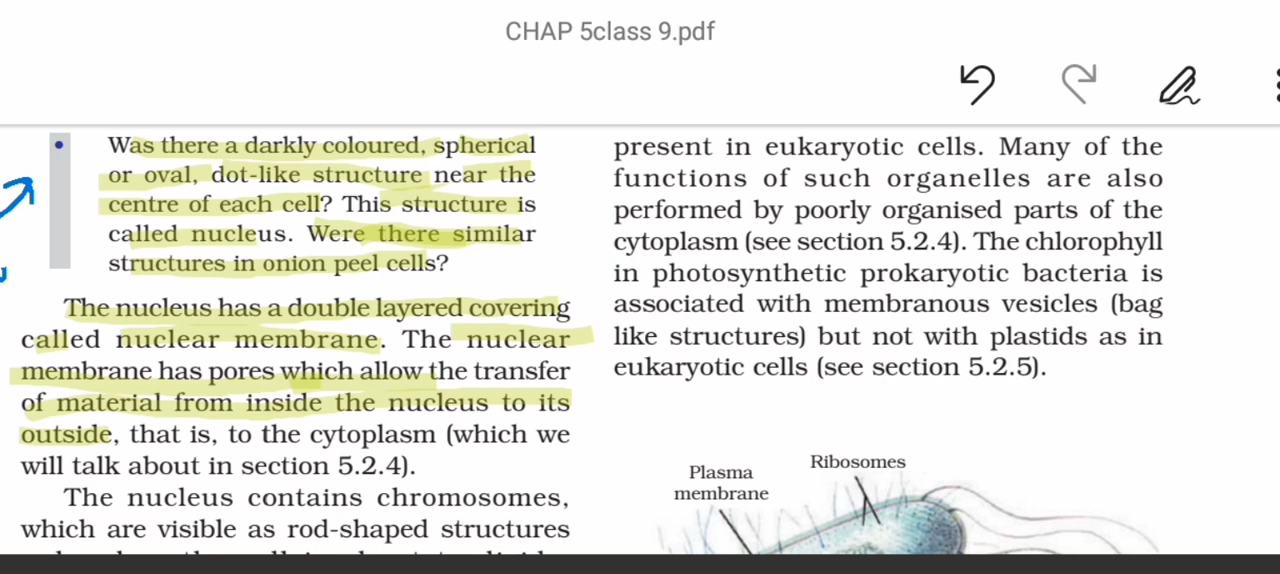 CHAP 5class 9.pdf
• Was there a darkly coloured, spherical
or oval, dot-like structure near the
centre of each cell? This structure is
called nucleus. Were there similar
structures in onion peel cells?
The nucleus has a double layered covering
called nuclear membrane. The nuclear
membrane has pores which allow the transfer
of material from inside the nucleus to its
outside, that is, to the cytoplasm (which we
will talk about in section 5.2.4).
The nucleus contains chromosomes,
which are visible as rod-shaped structures
present in eukaryotic cells. Many of the
functions of such organelles are also
performed by poorly organised parts of the
cytoplasm (see section 5.2.4). The chlorophyll
in photosynthetic prokaryotic bacteria is
associated with membranous vesicles (bag
like structures) but not with plastids as in
eukaryotic cells (see section 5.2.5).
Ribosomes
Plasma
membrane